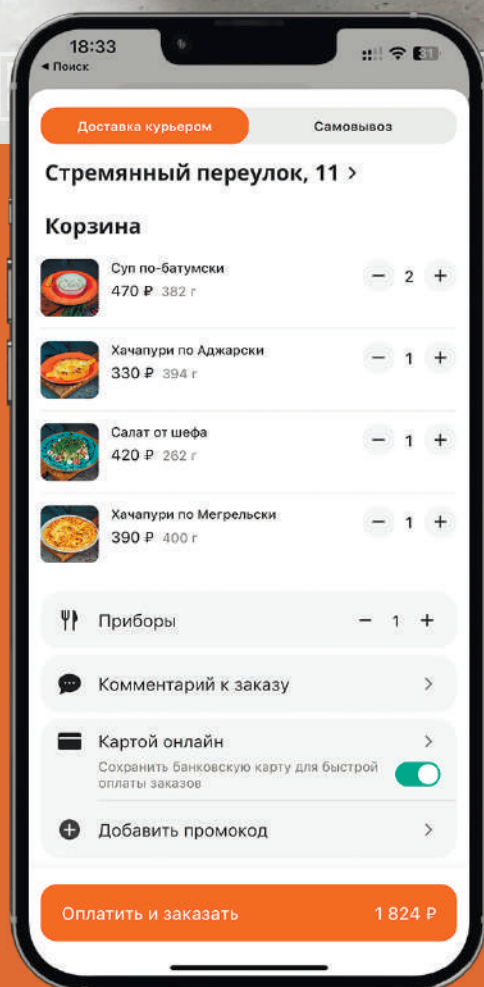 18:33
31
◀ Поиск
Доставка курьером
Самовывоз
Стремянный переулок, 11 >
Корзина
Суп по-батумски
470 ₽ 382 г
− 2 +
Хачапури по Аджарски
330 ₽ 394 г
− 1 +
Салат от шефа
420 ₽ 262 г
− 1 +
Хачапури по Мегрельски
390 ₽ 400 г
− 1 +
Приборы − 1 +
Комментарий к заказу >
Картой онлайн >
Сохранить банковскую карту для быстрой
оплаты заказов
Добавить промокод >
Оплатить и заказать 1 824 ₽